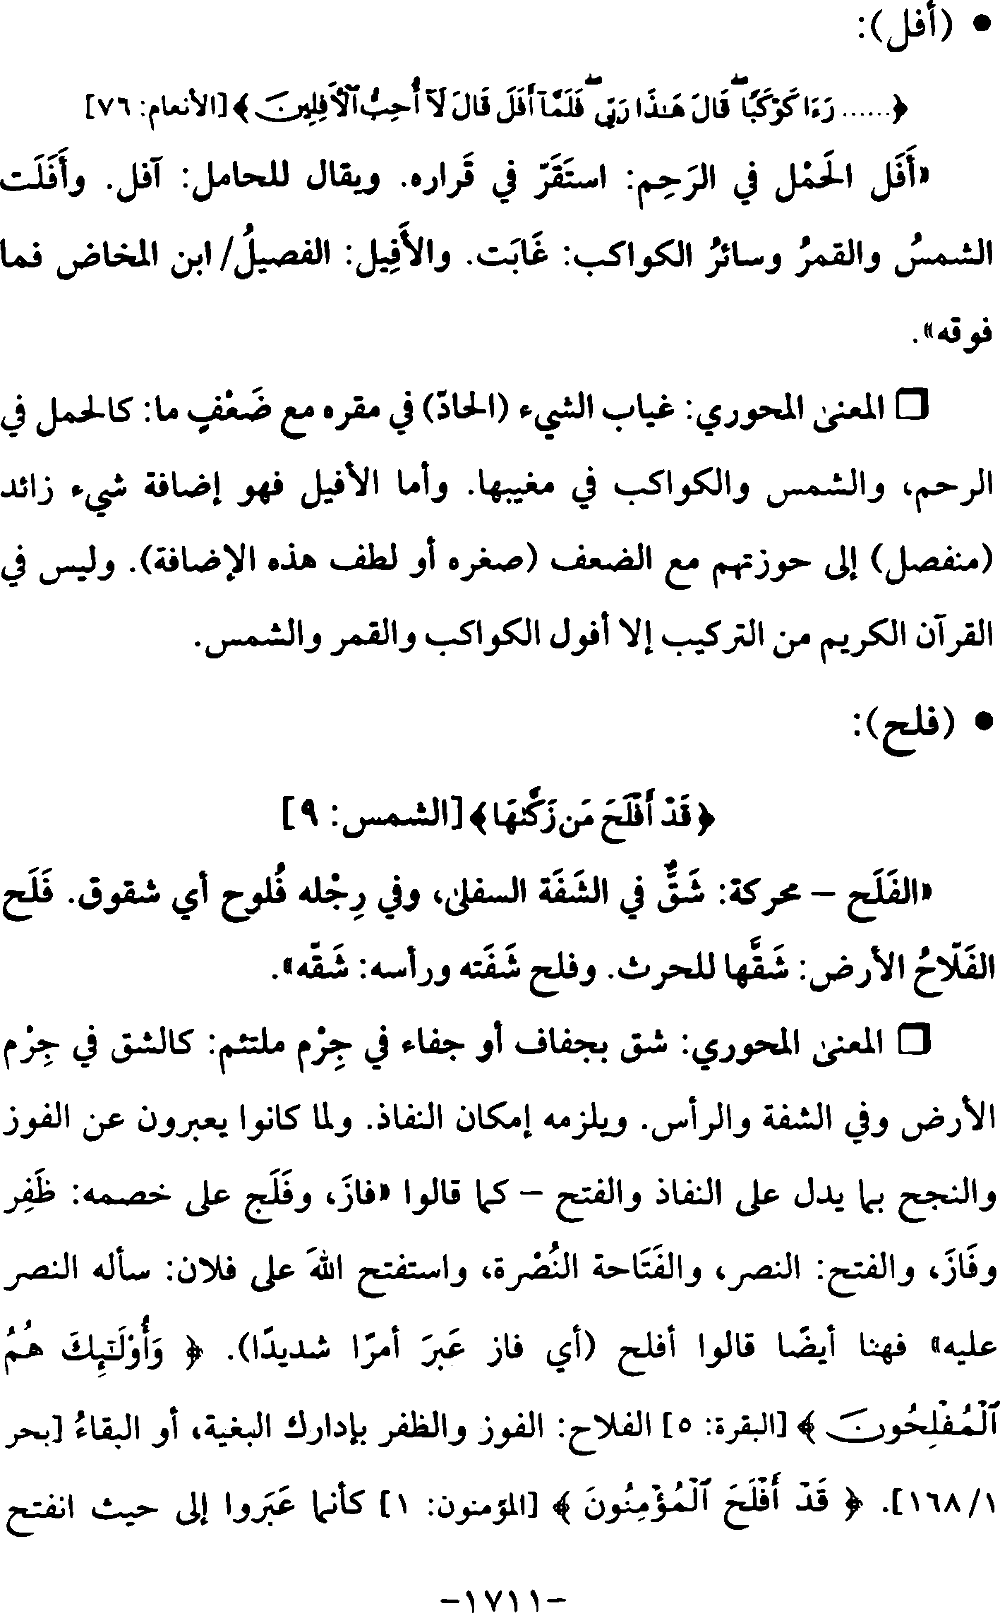 • (أفل):
﴿...... رَءَا كَوْكَبًا ۖ قَالَ هَـٰذَا رَبِّي ۖ فَلَمَّآ أَفَلَ قَالَ لَآ أُحِبُّ ٱلْأَفِلِينَ ﴾ [الأنعام: ٧٦]
«أَفَل الحَمْل في الرَحِم: استَقَرّ في قَراره. ويقال للحامل: آفل. وأَفَلَت
الشمسُ والقمرُ وسائرُ الكواكب: غَابَت. والأَفِيل: الفصيلُ/ ابن المخاض فما
فوقه».
❒ المعنىٰ المحوري: غياب الشيء (الحادّ) في مقره مع ضَعْفٍ ما: كالحمل في
الرحم، والشمس والكواكب في مغيبها. وأما الأفيل فهو إضافة شيء زائد
(منفصل) إلى حوزتهم مع الضعف (صغره أو لطف هذه الإضافة). وليس في
القرآن الكريم من التركيب إلا أفول الكواكب والقمر والشمس.
• (فلح):
﴿ قَدْ أَفْلَحَ مَن زَكَّىٰهَا ﴾ [الشمس: ٩]
«الفَلَح – محركة: شَقٌّ في الشَفَة السفلىٰ، وفي رِجْله فُلوح أي شقوق. فَلَح
الفَلّاحُ الأرض: شَقَّها للحرث. وفلح شَفَته ورأسه: شَقّه».
❒ المعنىٰ المحوري: شق بجفاف أو جفاء في جِرْم ملتئم: كالشق في جِرْم
الأرض وفي الشفة والرأس. ويلزمه إمكان النفاذ. ولما كانوا يعبرون عن الفوز
والنجح بما يدل على النفاذ والفتح – كما قالوا «فازَ، وفَلَج على خصمه: ظَفِر
وفَازَ، والفتح: النصر، والفَتَاحة النُصْرة، واستفتح اللهَ على فلان: سأله النصر
عليه» فهنا أيضًا قالوا أفلح (أي فاز عَبرَ أمرًا شديدًا). ﴿ وَأُوْلَـٰٓئِكَ هُمُ
ٱلْمُفْلِحُونَ ﴾ [البقرة: ٥] الفلاح: الفوز والظفر بإدراك البغية، أو البقاءُ [بحر
١/١٦٨]. ﴿ قَدْ أَفْلَحَ ٱلْمُؤْمِنُونَ ﴾ [المؤمنون: ١] كأنما عَبَروا إلى حيث انفتح
-١٧١١-